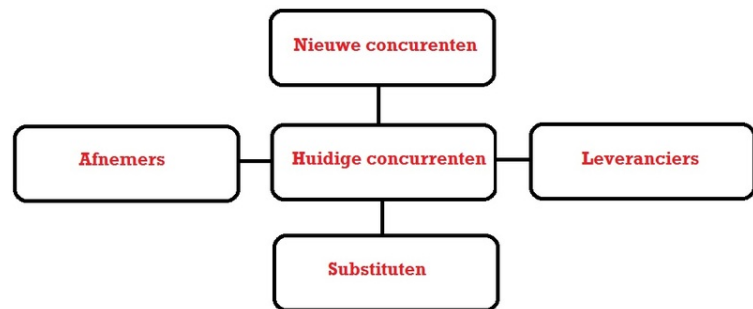 Nieuwe concurenten
Afnemers
Huidige concurrenten
Leveranciers
Substituten